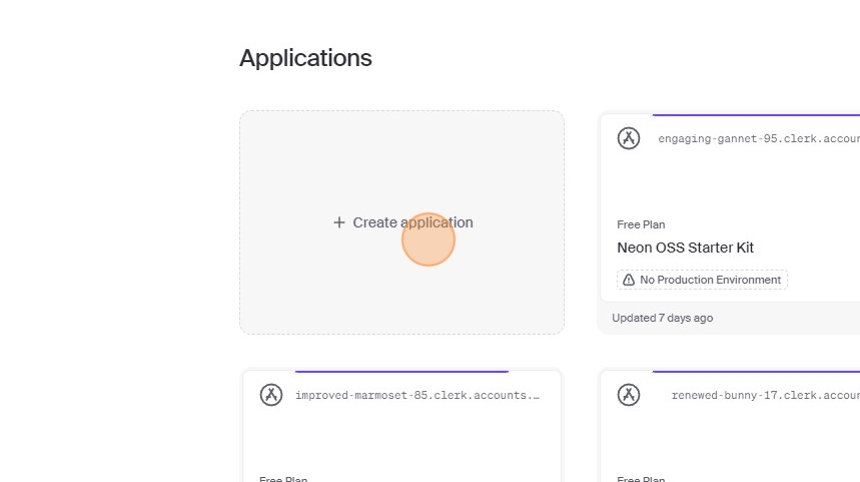 Applications
+ Create application
engaging-gannet-95.clerk.accoun
Free Plan
Neon OSS Starter Kit
No Production Environment
Updated 7 days ago
improved-marmoset-85.clerk.accounts.…
Free Plan
renewed-bunny-17.clerk.accoun
Free Plan